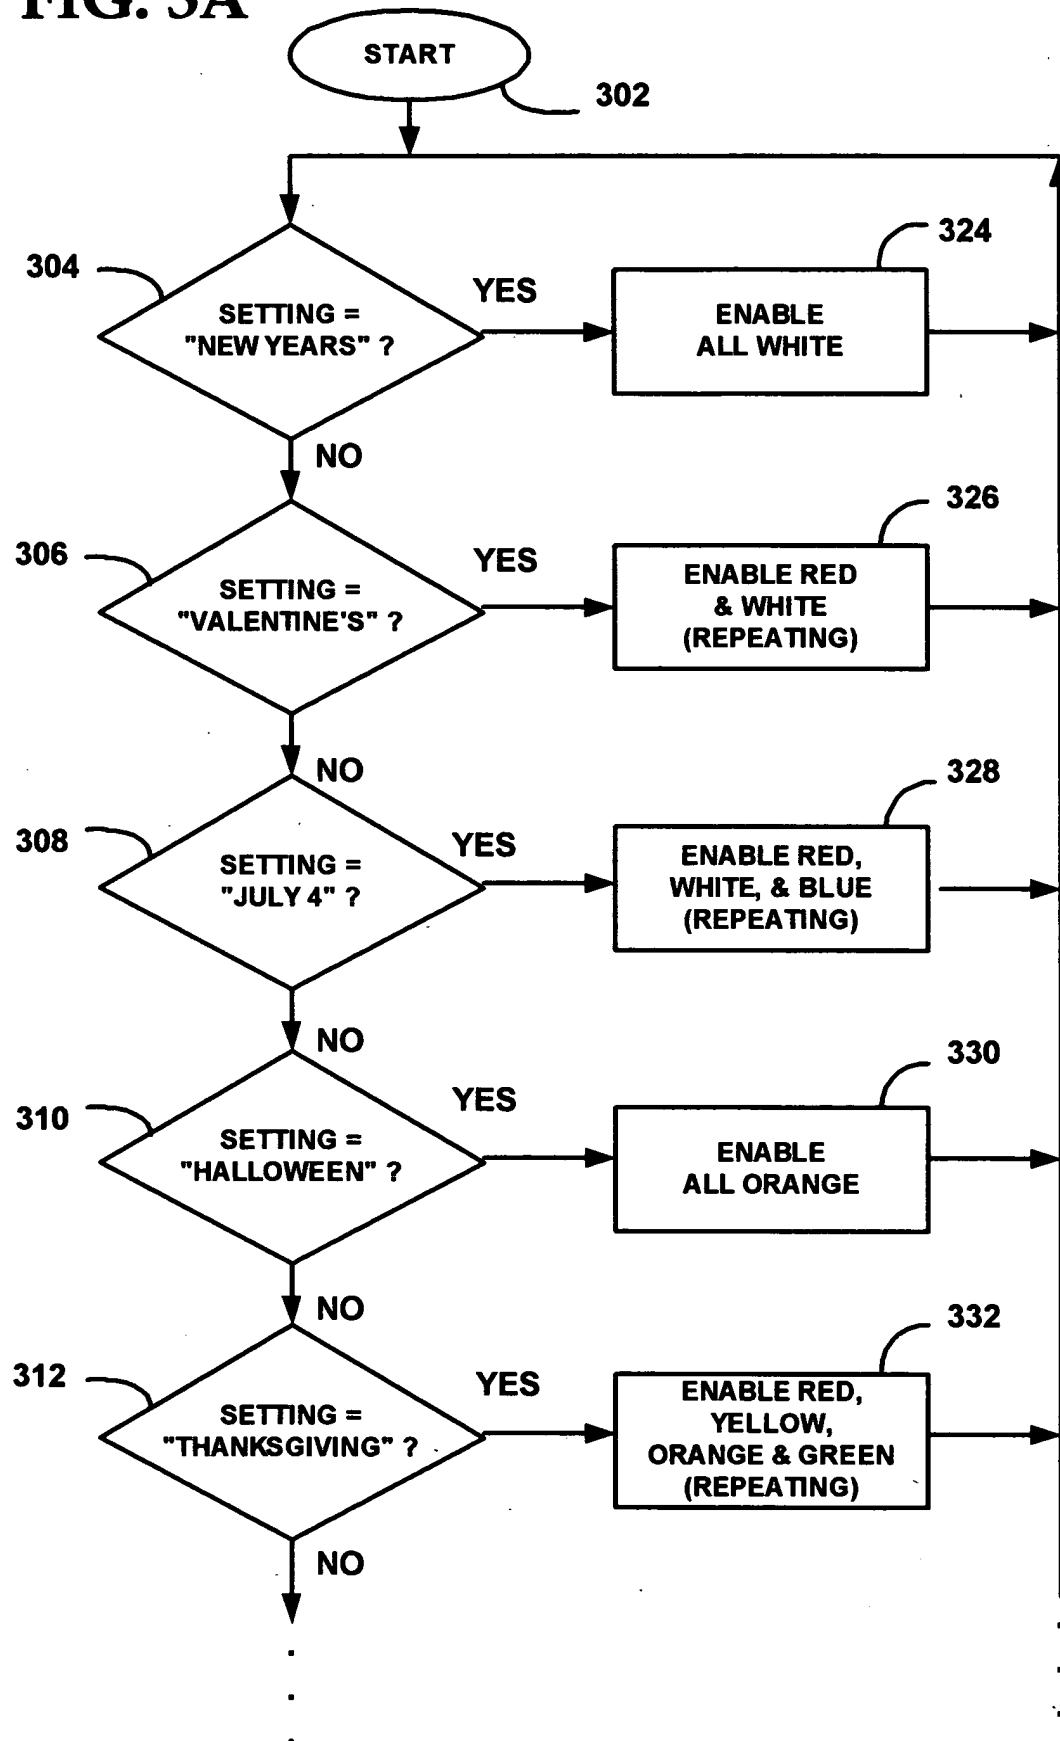 FIG. 3A
START
302
304
SETTING =
"NEW YEARS" ?
YES
324
ENABLE
ALL WHITE
NO
306
SETTING =
"VALENTINE'S" ?
YES
326
ENABLE RED
& WHITE
(REPEATING)
NO
308
SETTING =
"JULY 4" ?
YES
328
ENABLE RED,
WHITE, & BLUE
(REPEATING)
NO
310
SETTING =
"HALLOWEEN" ?
YES
330
ENABLE
ALL ORANGE
NO
312
SETTING =
"THANKSGIVING" ?
YES
332
ENABLE RED,
YELLOW,
ORANGE & GREEN
(REPEATING)
NO